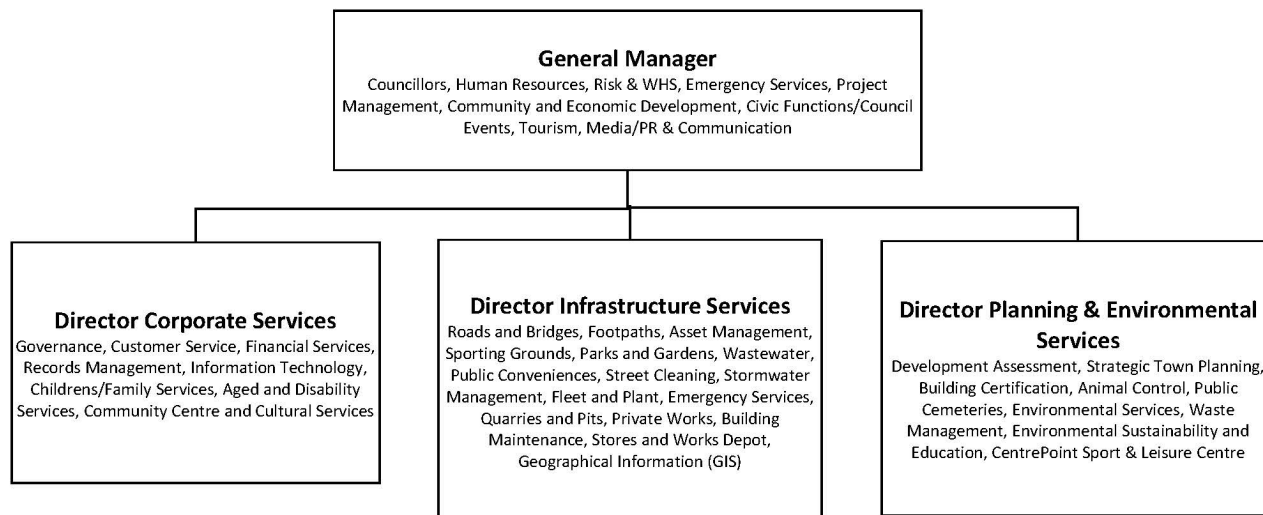 General Manager
Councillors, Human Resources, Risk & WHS, Emergency Services, Project
Management, Community and Economic Development, Civic Functions/Council
Events, Tourism, Media/PR & Communication
Director Corporate Services
Governance, Customer Service, Financial Services,
Records Management, Information Technology,
Childrens/Family Services, Aged and Disability
Services, Community Centre and Cultural Services
Director Infrastructure Services
Roads and Bridges, Footpaths, Asset Management,
Sporting Grounds, Parks and Gardens, Wastewater,
Public Conveniences, Street Cleaning, Stormwater
Management, Fleet and Plant, Emergency Services,
Quarries and Pits, Private Works, Building
Maintenance, Stores and Works Depot,
Geographical Information (GIS)
Director Planning & Environmental
Services
Development Assessment, Strategic Town Planning,
Building Certification, Animal Control, Public
Cemeteries, Environmental Services, Waste
Management, Environmental Sustainability and
Education, CentrePoint Sport & Leisure Centre